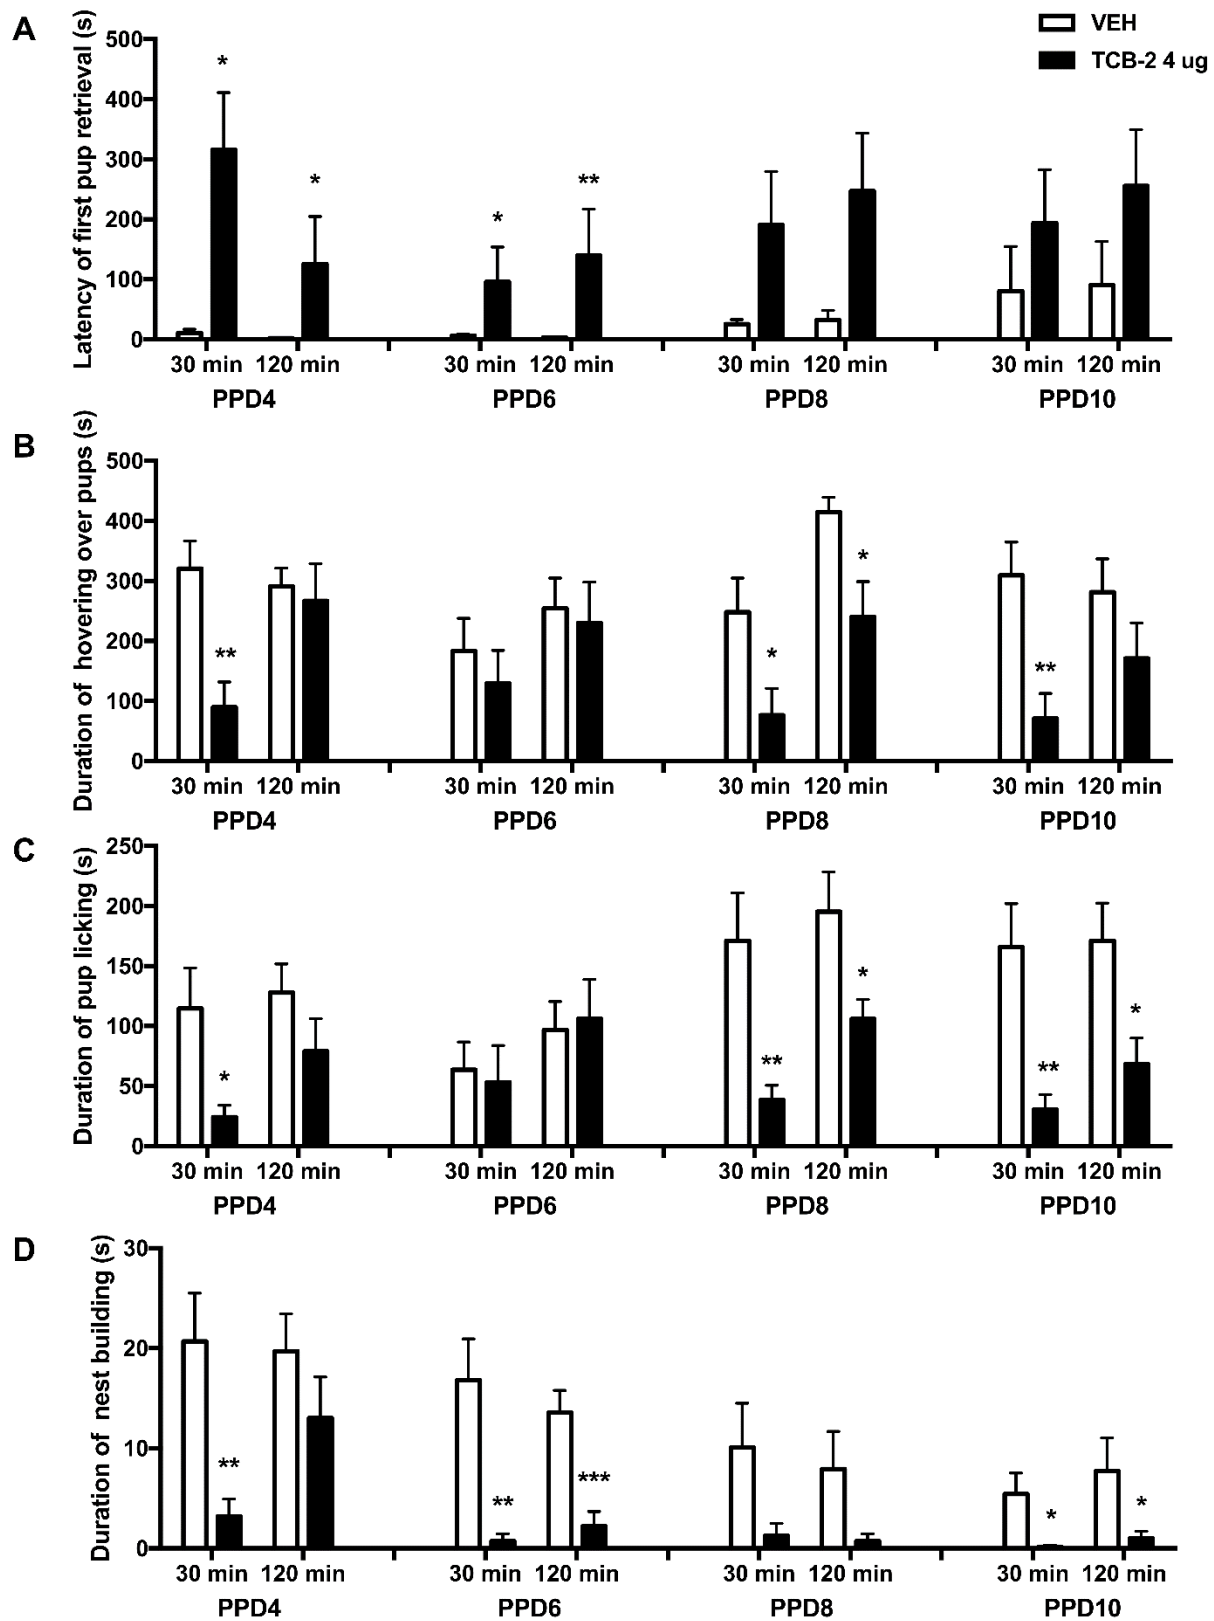 A
Latency of first pup retrieval (s)
VEH
TCB-2 4 ug
500
400
300
200
100
0
* * * **
30 min 120 min 30 min 120 min 30 min 120 min 30 min 120 min
PPD4 PPD6 PPD8 PPD10
B
Duration of hovering over pups (s)
500
400
300
200
100
0
** * * **
30 min 120 min 30 min 120 min 30 min 120 min 30 min 120 min
PPD4 PPD6 PPD8 PPD10
C
Duration of pup licking (s)
250
200
150
100
50
0
* ** * ** *
30 min 120 min 30 min 120 min 30 min 120 min 30 min 120 min
PPD4 PPD6 PPD8 PPD10
D
Duration of nest building (s)
30
20
10
0
** ** *** * *
30 min 120 min 30 min 120 min 30 min 120 min 30 min 120 min
PPD4 PPD6 PPD8 PPD10